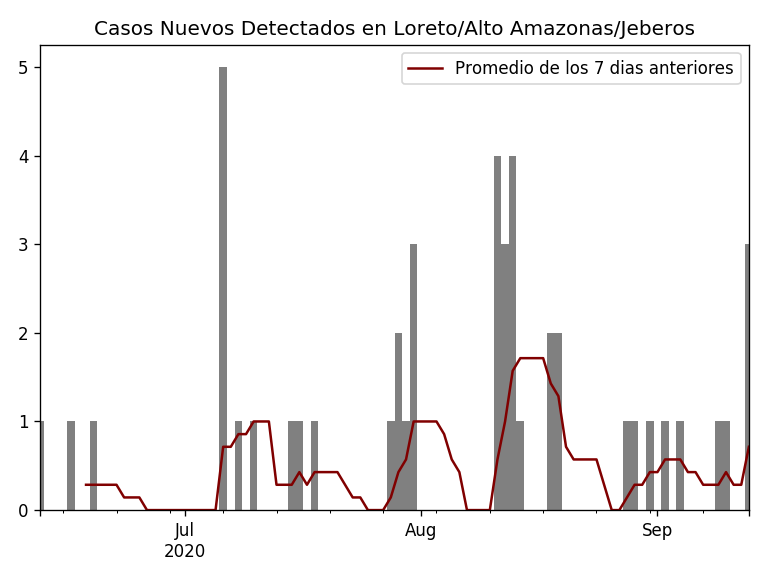 Casos Nuevos Detectados en Loreto/Alto Amazonas/Jeberos
Promedio de los 7 dias anteriores
5
4
3
2
1
0
Jul
2020
Aug
Sep